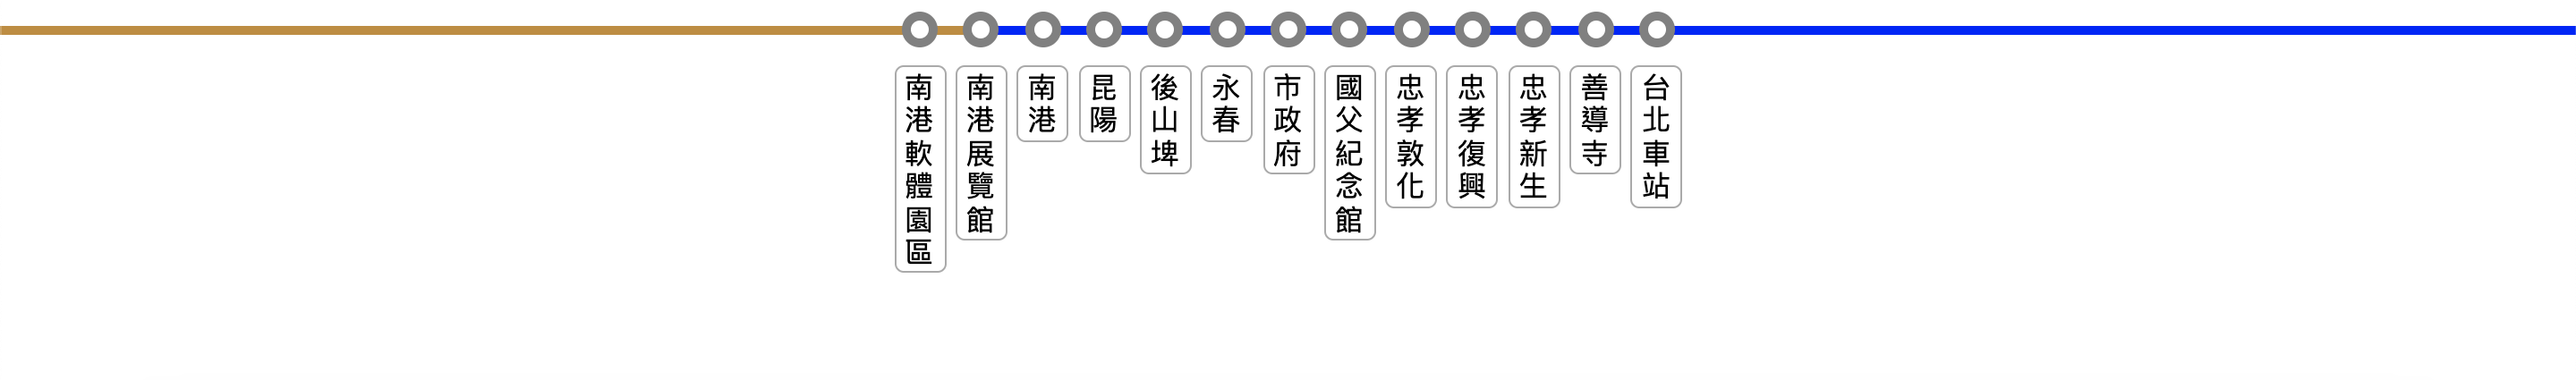 南港軟體園區
南港展覽館
南港
昆陽
後山埤
永春
市政府
國父紀念館
忠孝敦化
忠孝復興
忠孝新生
善導寺
台北車站